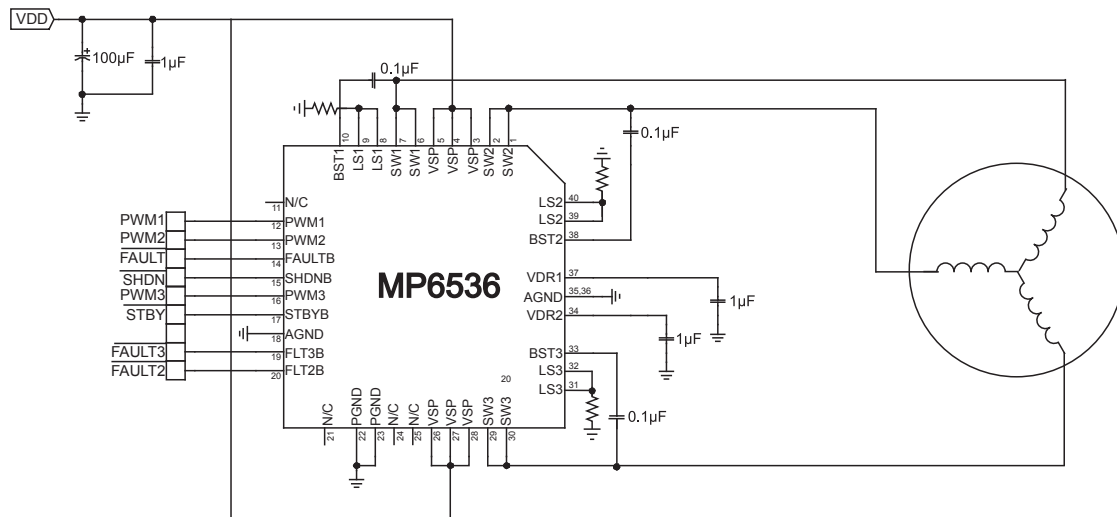 VDD
100µF
1µF
0.1µF
0.1µF
10 9 8 7 6 5 4 3 2 1
BST1 LS1 LS1 SW1 SW1 VSP VSP VSP SW2 SW2
N/C
11
PWM1
PWM1
12
PWM2
PWM2
13
FAULT
FAULTB
14
SHDN
SHDNB
15
PWM3
PWM3
16
STBY
STBYB
17
AGND
18
FAULT3
FLT3B
19
FAULT2
FLT2B
20
MP6536
LS2
40
LS2
39
BST2
38
VDR1
37
1µF
AGND
35,36
VDR2
34
1µF
BST3
33
LS3
32
LS3
31
20
0.1µF
N/C PGND PGND N/C N/C VSP VSP VSP SW3 SW3
21 22 23 24 25 26 27 28 29 30